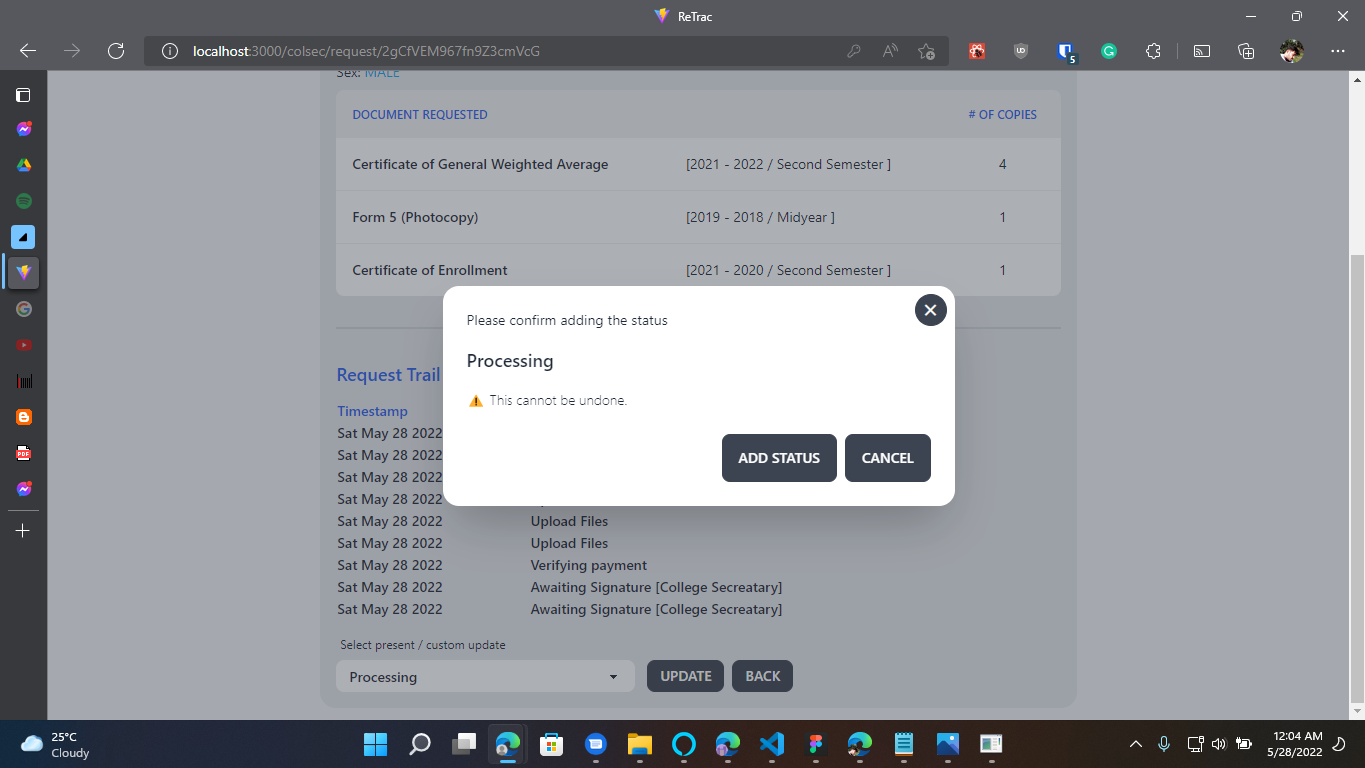 ReTrac
localhost:3000/colsec/request/2gCfVEM967fn9Z3cmVcG
5
Sex: MALE
DOCUMENT REQUESTED # OF COPIES
Certificate of General Weighted Average [2021 - 2022 / Second Semester ] 4
Form 5 (Photocopy) [2019 - 2018 / Midyear ] 1
Certificate of Enrollment [2021 - 2020 / Second Semester ] 1
Please confirm adding the status
Processing
⚠ This cannot be undone.
ADD STATUS CANCEL
Request Trail
Timestamp
Sat May 28 2022
Sat May 28 2022
Sat May 28 2022
Sat May 28 2022
Sat May 28 2022 Upload Files
Sat May 28 2022 Upload Files
Sat May 28 2022 Verifying payment
Sat May 28 2022 Awaiting Signature [College Secreatary]
Sat May 28 2022 Awaiting Signature [College Secreatary]
Select present / custom update
Processing UPDATE BACK
25°C
Cloudy
12:04 AM
5/28/2022